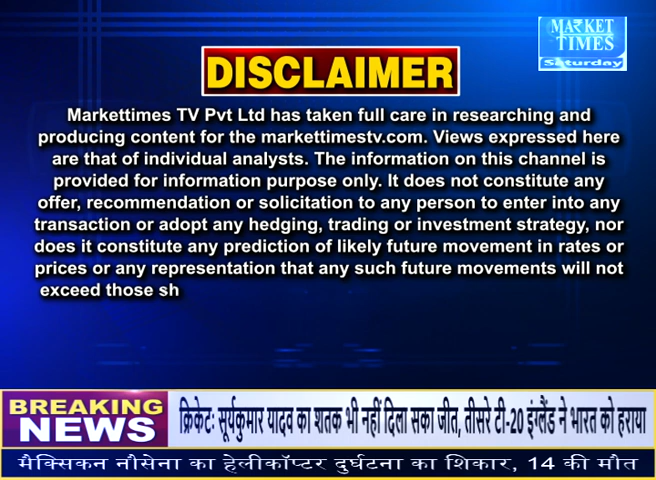 MARKET
TIMES
Saturday
DISCLAIMER
Markettimes TV Pvt Ltd has taken full care in researching and
producing content for the markettimestv.com. Views expressed here
are that of individual analysts. The information on this channel is
provided for information purpose only. It does not constitute any
offer, recommendation or solicitation to any person to enter into any
transaction or adopt any hedging, trading or investment strategy, nor
does it constitute any prediction of likely future movement in rates or
prices or any representation that any such future movements will not
exceed those sh
BREAKING
NEWS
क्रिकेट: सूर्यकुमार यादव का शतक भी नहीं दिला सका जीत, तीसरे टी-20 इंग्लैंड ने भारत को हराया
मैक्सिकन नौसेना का हेलीकॉप्टर दुर्घटना का शिकार, 14 की मौत